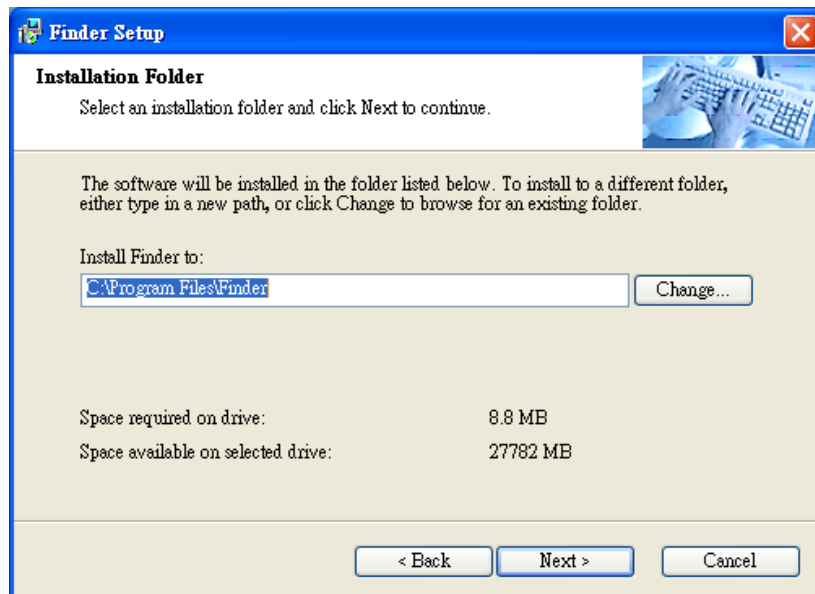 Finder Setup
Installation Folder
Select an installation folder and click Next to continue.
The software will be installed in the folder listed below. To install to a different folder,
either type in a new path, or click Change to browse for an existing folder.
Install Finder to:
C:\Program Files\Finder
Change...
Space required on drive: 8.8 MB
Space available on selected drive: 27782 MB
< Back Next > Cancel